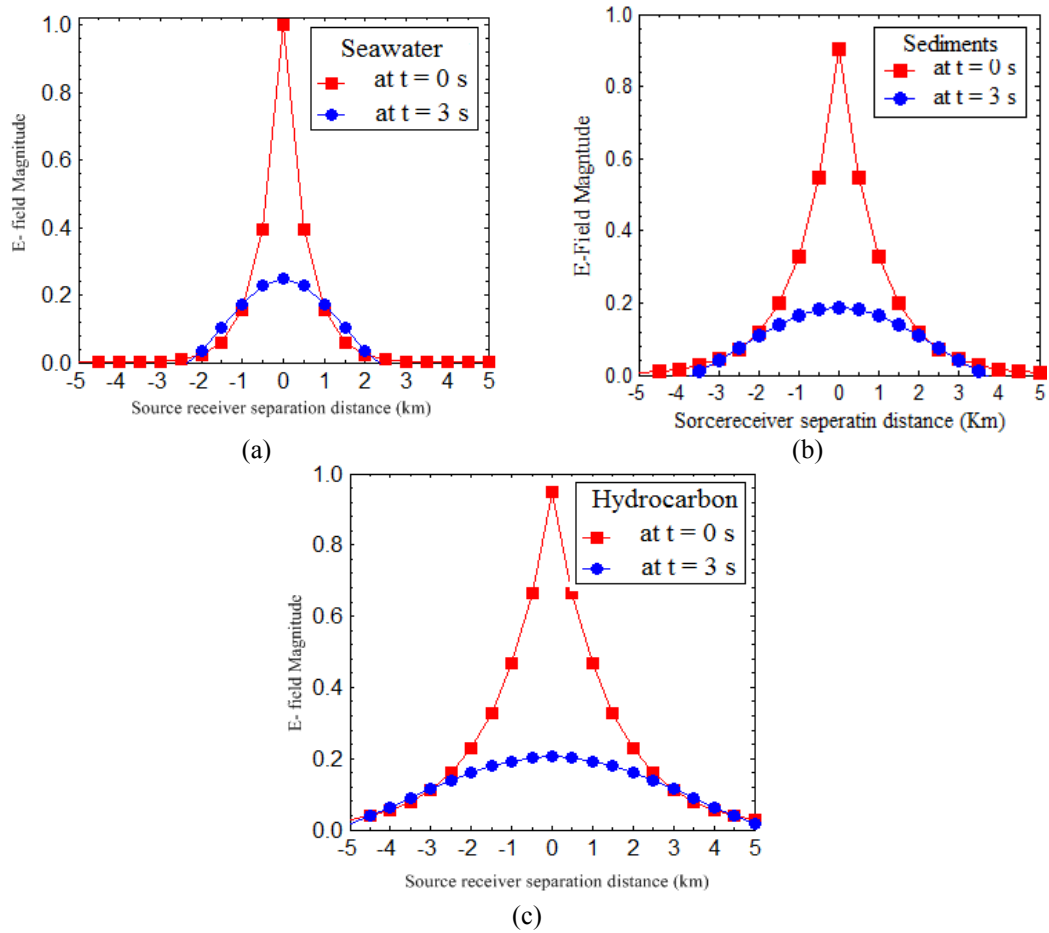 1.0
0.8
0.6
0.4
0.2
0.0
E- field Magnitude
Seawater
at t = 0 s
at t = 3 s
-5 -4 -3 -2 -1 0 1 2 3 4 5
Source receiver separation distance (km)
(a)
1.0
0.8
0.6
0.4
0.2
0.0
E-Field Magntude
Sediments
at t = 0 s
at t = 3 s
-5 -4 -3 -2 -1 0 1 2 3 4 5
Sorcereceiver seperatin distance (Km)
(b)
1.0
0.8
0.6
0.4
0.2
0.0
E- field Magnitude
Hydrocarbon
at t = 0 s
at t = 3 s
-5 -4 -3 -2 -1 0 1 2 3 4 5
Source receiver separation distance (km)
(c)